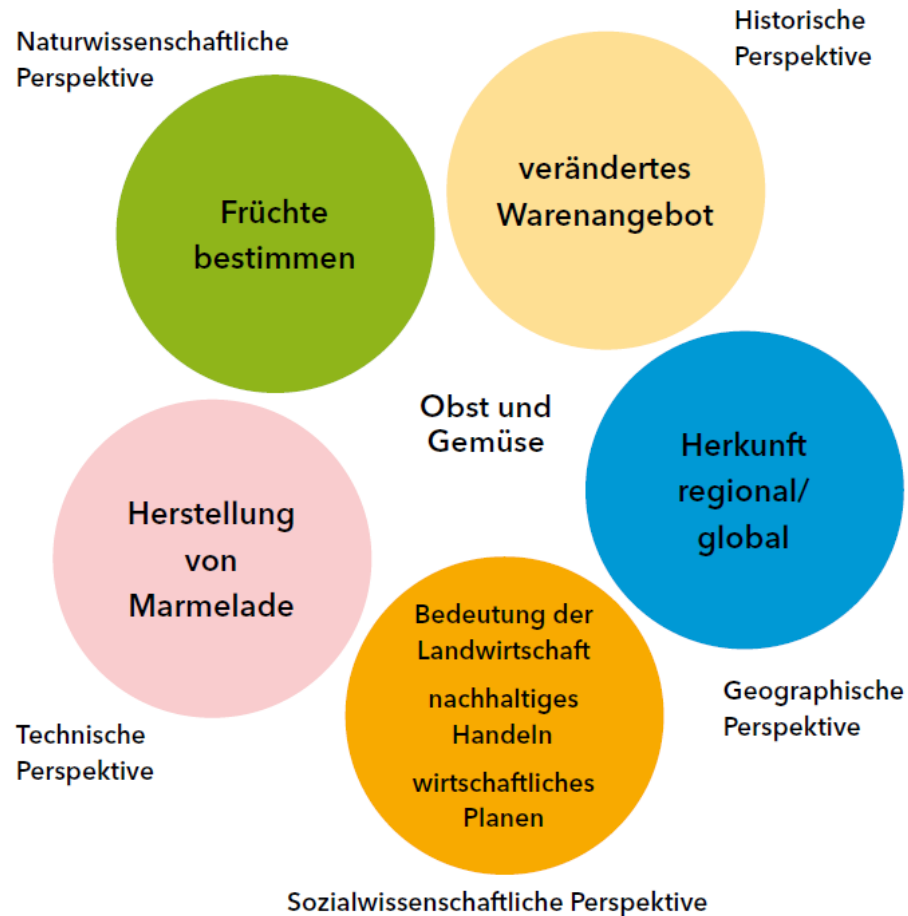 Naturwissenschaftliche
Perspektive
Historische
Perspektive
Früchte
bestimmen
verändertes
Warenangebot
Obst und
Gemüse
Herkunft
regional/
global
Herstellung
von
Marmelade
Bedeutung der
Landwirtschaft
nachhaltiges
Handeln
wirtschaftliches
Planen
Geographische
Perspektive
Technische
Perspektive
Sozialwissenschaftliche Perspektive